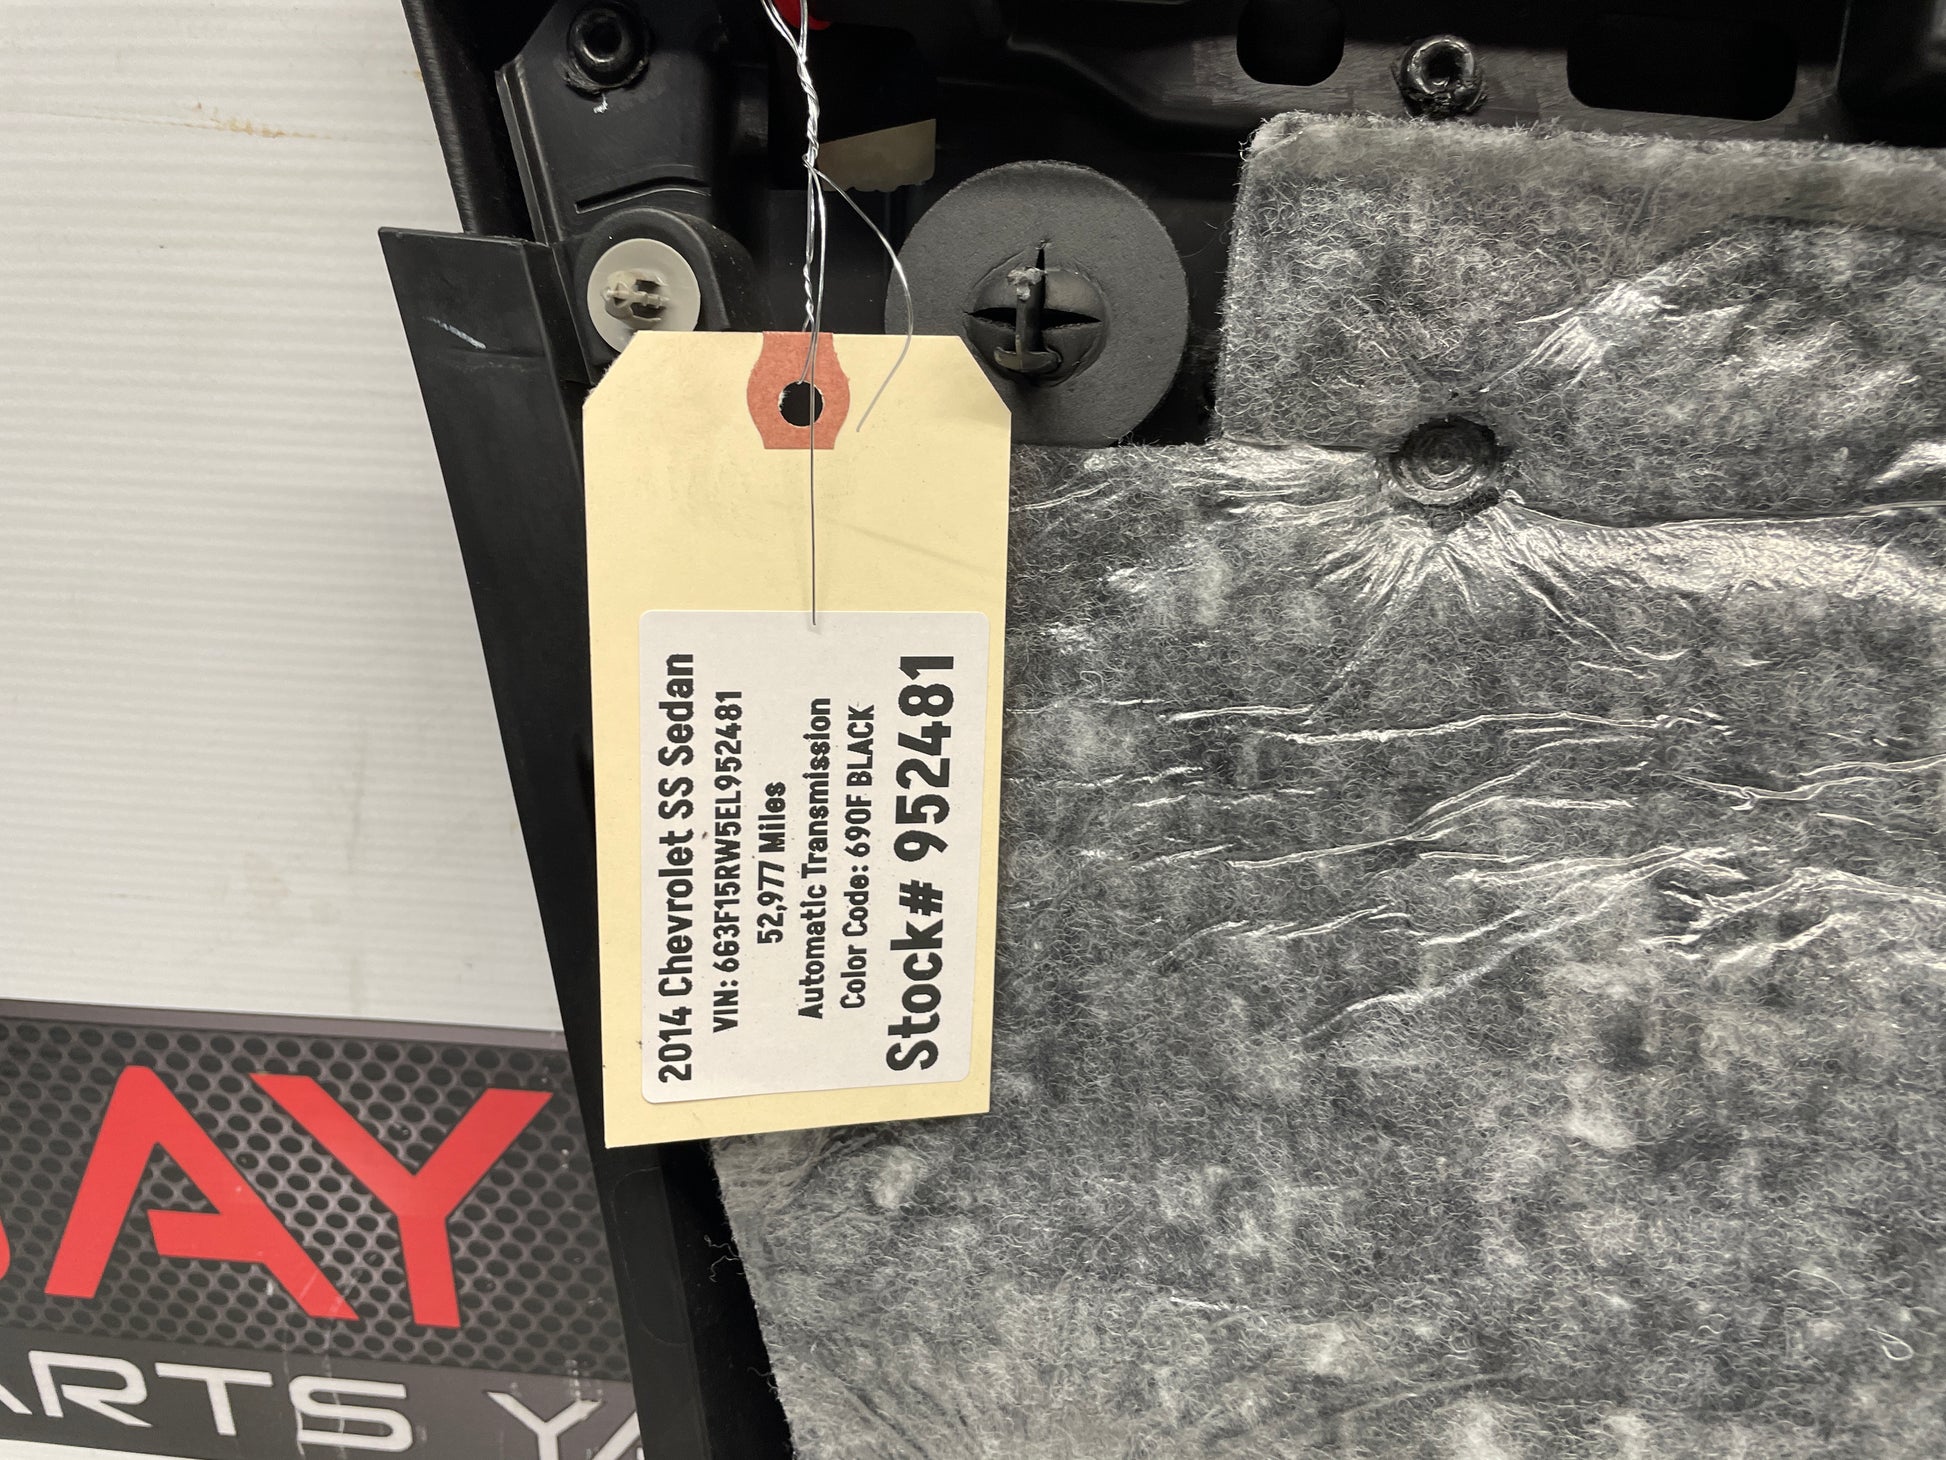 2014 Chevrolet SS Sedan
VIN: 6G3F15RW5EL952481
52,977 Miles
Automatic Transmission
Color Code: 690F BLACK
Stock# 952481
AY
ARTS YA